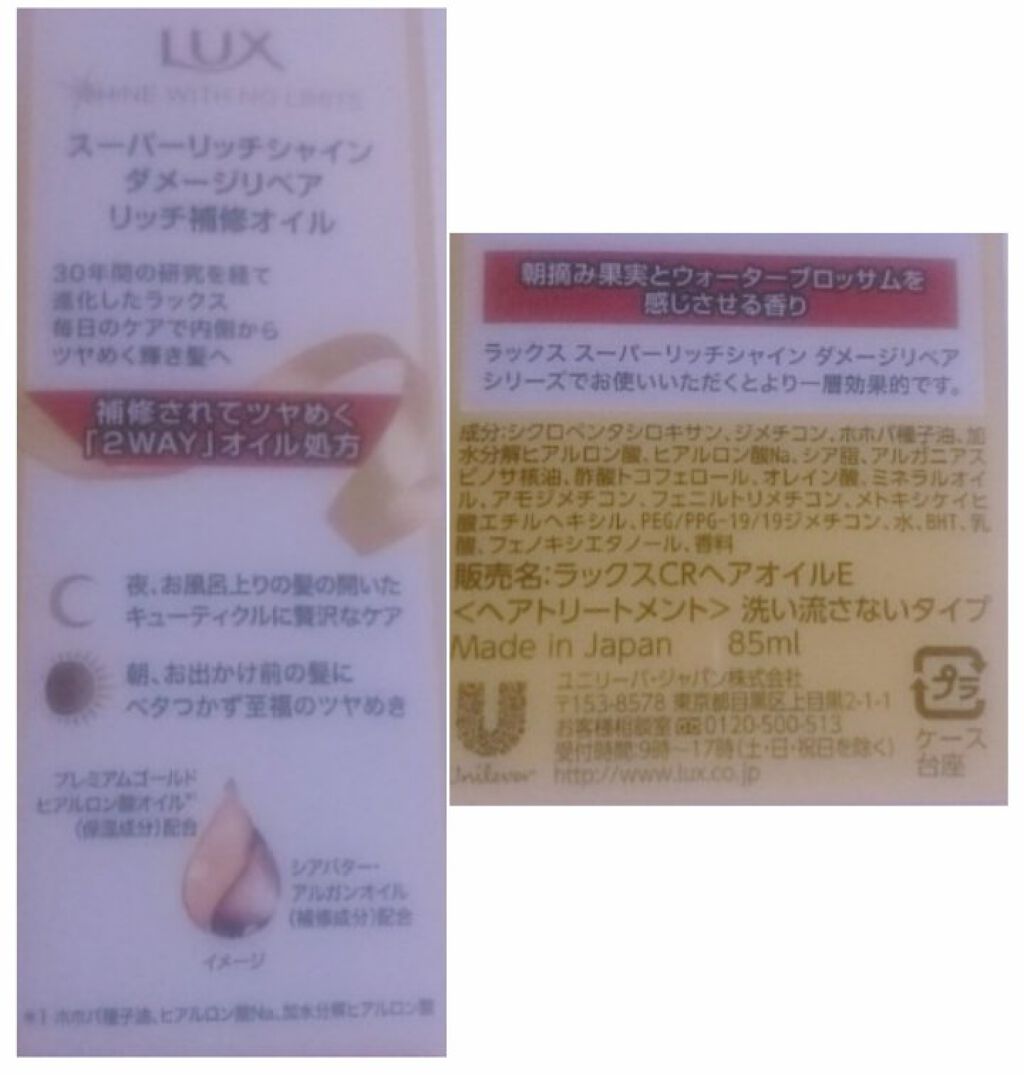 LUX
SHINE WITH NO LIMITS
スーパーリッチシャイン
ダメージリペア
リッチ補修オイル
30年間の研究を経て
進化したラックス
毎日のケアで内側から
ツヤめく輝き髪へ
補修されてツヤめく
「2WAY」オイル処方
夜、お風呂上りの髪の開いた
キューティクルに贅沢なケア
朝、お出かけ前の髪に
ベタつかず至福のツヤめき
プレミアムゴールド
ヒアルロン酸オイル*1
(保湿成分)配合
シアバター・
アルガンオイル
(補修成分)配合
イメージ
*1 ホホバ種子油、ヒアルロン酸Na、加水分解ヒアルロン酸
朝摘み果実とウォーターブロッサムを
感じさせる香り
ラックス スーパーリッチシャイン ダメージリペア
シリーズでお使いいただくとより一層効果的です。
成分:シクロペンタシロキサン、ジメチコン、ホホバ種子油、加
水分解ヒアルロン酸、ヒアルロン酸Na、シア脂、アルガニアス
ピノサ核油、酢酸トコフェロール、オレイン酸、ミネラルオイ
ル、アモジメチコン、フェニルトリメチコン、メトキシケイヒ
酸エチルヘキシル、PEG/PPG-19/19ジメチコン、水、BHT、乳
酸、フェノキシエタノール、香料
販売名:ラックスCRヘアオイルE
<ヘアトリートメント> 洗い流さないタイプ
Made in Japan 85ml
ユニリーバ・ジャパン株式会社
〒153-8578 東京都目黒区上目黒2-1-1
お客様相談室 0120-500-513
受付時間:9時〜17時(土・日・祝日を除く)
http://www.lux.co.jp
Unilever
プラ
ケース
台座